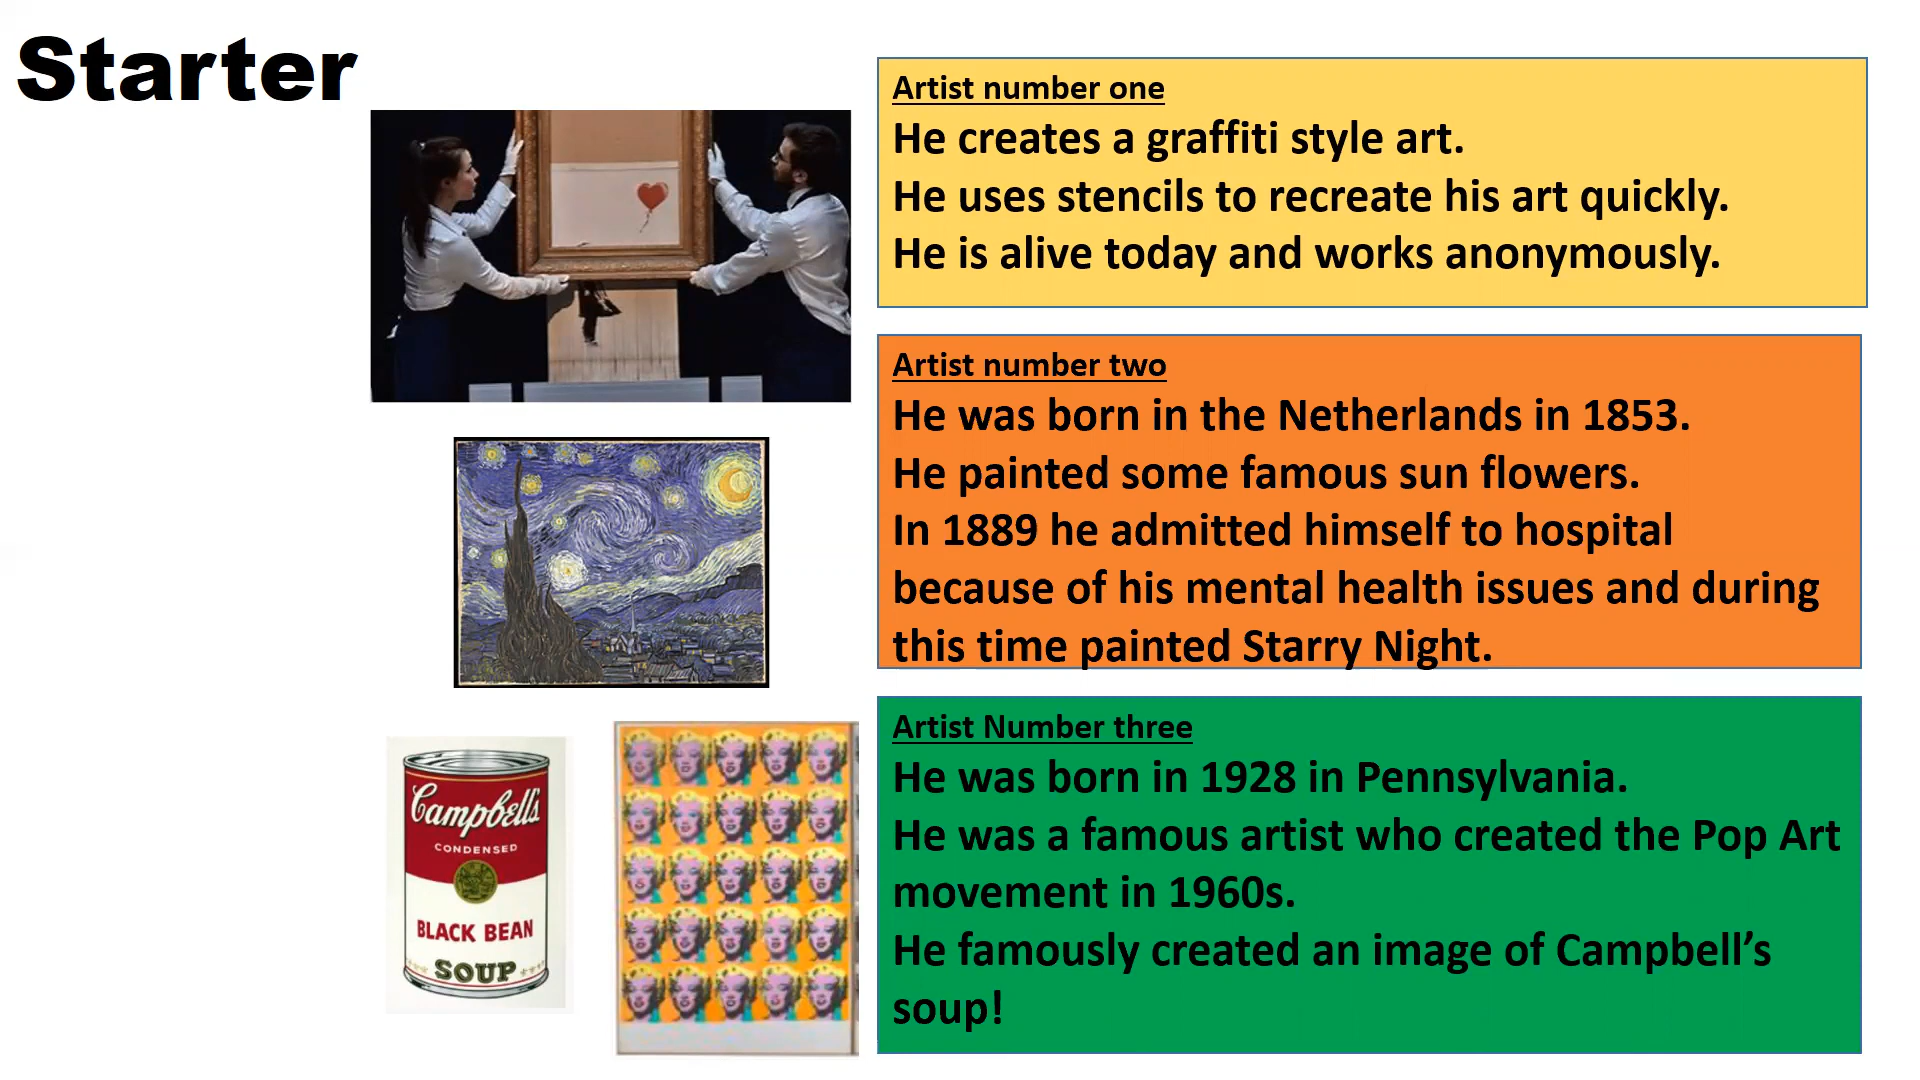 Starter
Artist number one
He creates a graffiti style art.
He uses stencils to recreate his art quickly.
He is alive today and works anonymously.
Artist number two
He was born in the Netherlands in 1853.
He painted some famous sun flowers.
In 1889 he admitted himself to hospital
because of his mental health issues and during
this time painted Starry Night.
Campbell's
CONDENSED
BLACK BEAN
SOUP
Artist Number three
He was born in 1928 in Pennsylvania.
He was a famous artist who created the Pop Art
movement in 1960s.
He famously created an image of Campbell’s
soup!